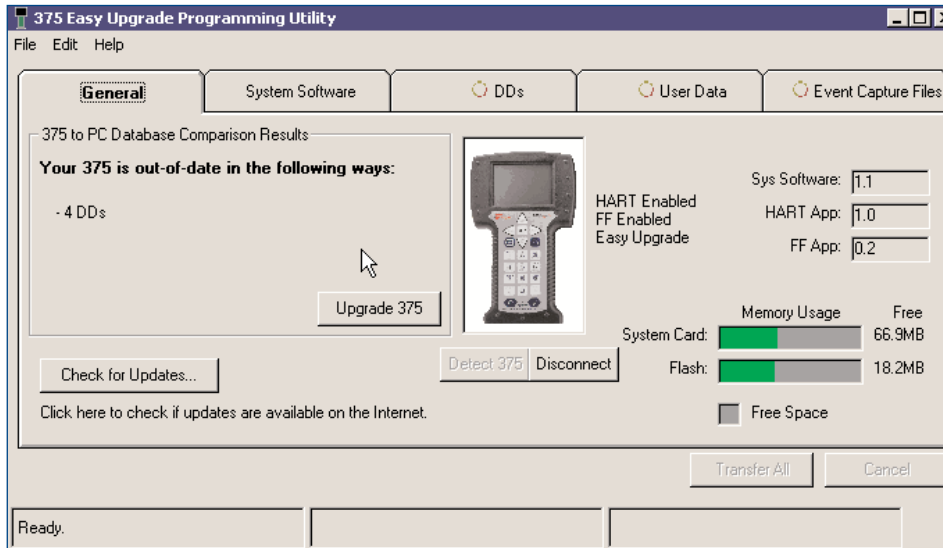 375 Easy Upgrade Programming Utility
File Edit Help
General
System Software
DDs
User Data
Event Capture Files
375 to PC Database Comparison Results
Your 375 is out-of-date in the following ways:
- 4 DDs
Upgrade 375
HART Enabled
FF Enabled
Easy Upgrade
Sys Software: 1.1
HART App: 1.0
FF App: 0.2
Memory Usage Free
System Card: 66.9MB
Flash: 18.2MB
Free Space
Detect 375
Disconnect
Check for Updates...
Click here to check if updates are available on the Internet.
Transfer All
Cancel
Ready.